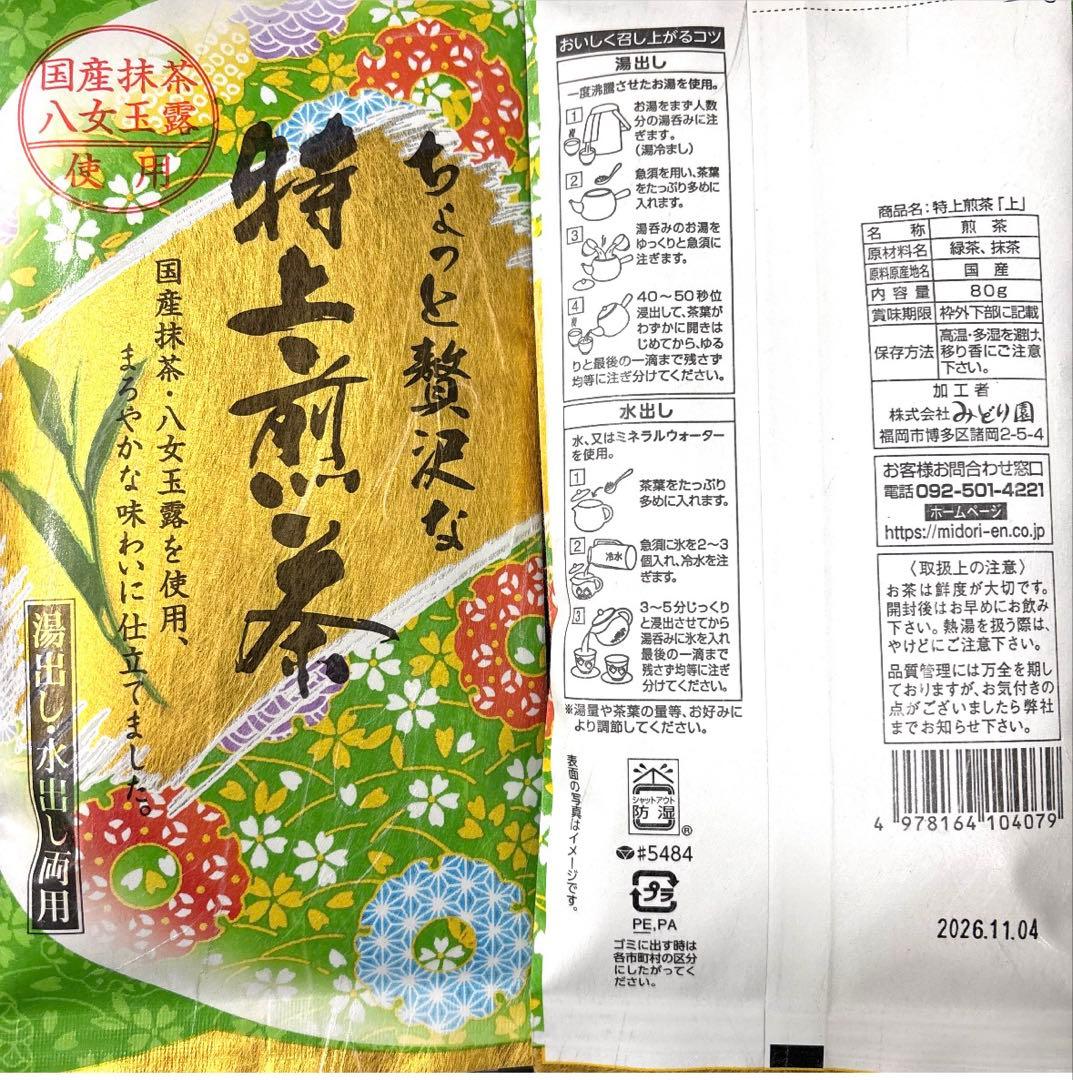 国産抹茶
八女玉露
使用
ちょっと贅沢な
特上煎茶
国産抹茶・八女玉露を使用、
まろやかな味わいに仕立てました。
湯出し・水出し両用
おいしく召し上がるコツ
湯出し
一度沸騰させたお湯を使用。
1
お湯をまず人数
分の湯呑みに注
ぎます。
(湯冷まし)
2
急須を用い、茶葉
をたっぷり多めに
入れます。
3
湯呑みのお湯を
ゆっくりと急須に
注ぎます。
4
40〜50秒位
浸出して、茶葉が
わずかに開きは
じめてから、ゆる
りと最後の一滴まで残さず
均等に注ぎ分けてください。
水出し
水、又はミネラルウォーター
を使用。
1
茶葉をたっぷり
多めに入れます。
2
冷水
急須に氷を2〜3
個入れ、冷水を注
ぎます。
3
3〜5分じっくり
と浸出させてから
湯呑みに氷を入れ
最後の一滴まで
残さず均等に注ぎ
分けてください。
※湯量や茶葉の量等、お好みに
より調節してください。
表面の写真はイメージです。
シャットアウト
防湿
®
♯5484
プラ
PE,PA
ゴミに出す時は
各市町村の区分
にしたがってく
ださい。
商品名:特上煎茶「上」
名称 煎茶
原材料名 緑茶、抹茶
原料原産地名 国産
内容量 80g
賞味期限 枠外下部に記載
保存方法 高温・多湿を避け、
移り香にご注意
下さい。
加工者
株式会社みどり園
福岡市博多区諸岡2-5-4
お客様お問合わせ窓口
電話092-501-4221
ホームページ
https://midori-en.co.jp
〈取扱上の注意〉
お茶は鮮度が大切です。
開封後はお早めにお飲み
下さい。熱湯を扱う際は、
やけどにご注意下さい。
品質管理には万全を期し
ておりますが、お気付きの
点がございましたら弊社
までお知らせ下さい。
4 978164 104079
2026.11.04